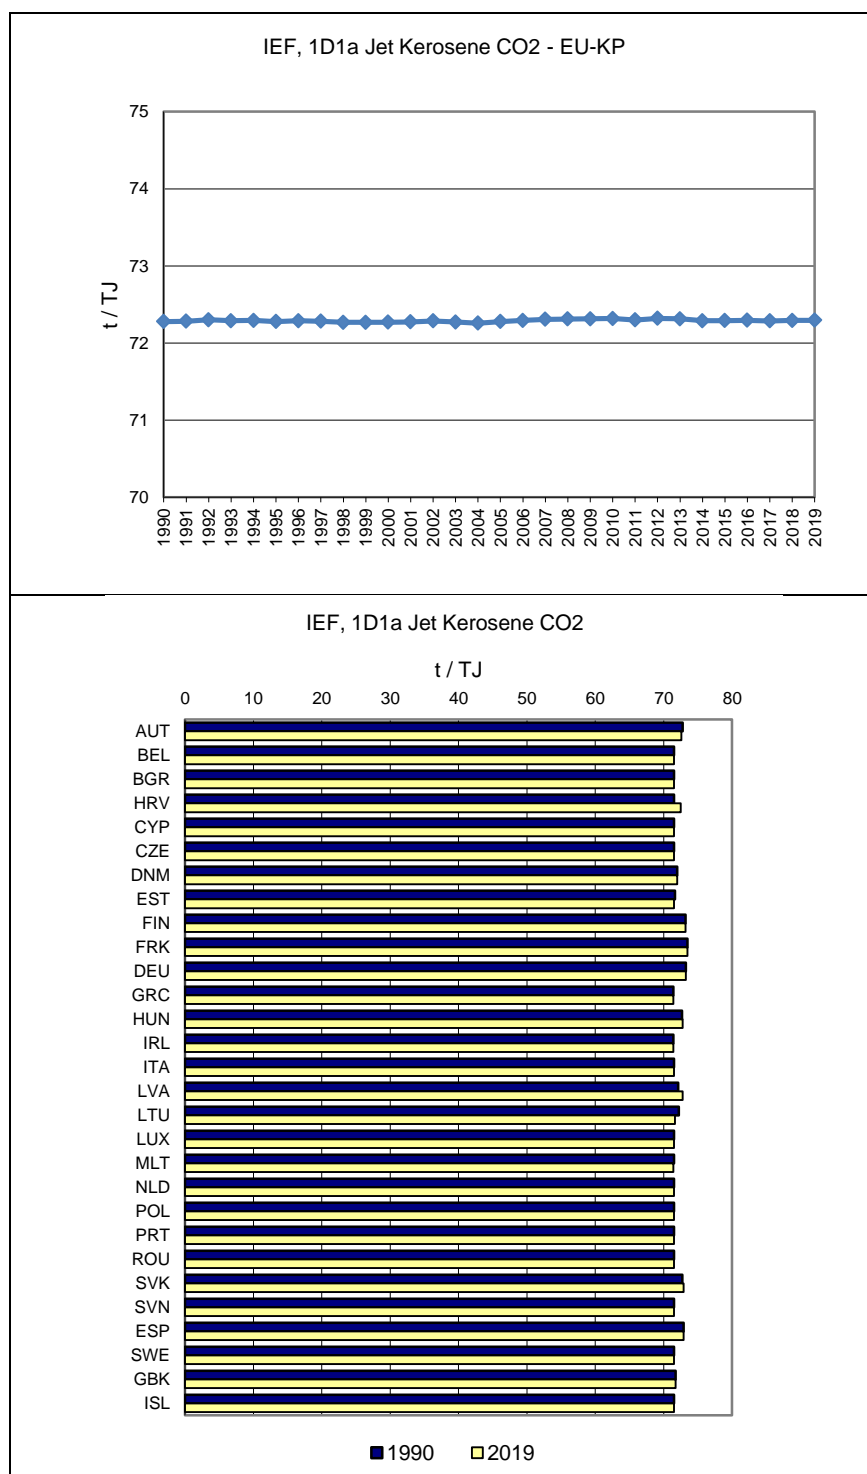 IEF, 1D1a Jet Kerosene CO2 - EU-KP
75
74
73
72
71
70
t / TJ
1990 1991 1992 1993 1994 1995 1996 1997 1998 1999 2000 2001 2002 2003 2004 2005 2006 2007 2008 2009 2010 2011 2012 2013 2014 2015 2016 2017 2018 2019
IEF, 1D1a Jet Kerosene CO2
t / TJ
0 10 20 30 40 50 60 70 80
AUT
BEL
BGR
HRV
CYP
CZE
DNM
EST
FIN
FRK
DEU
GRC
HUN
IRL
ITA
LVA
LTU
LUX
MLT
NLD
POL
PRT
ROU
SVK
SVN
ESP
SWE
GBK
ISL
1990 2019